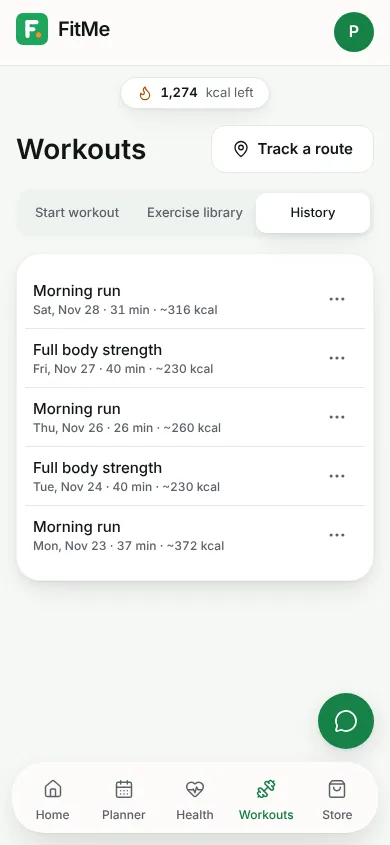 FitMe
P
1,274 kcal left
Workouts
Track a route
Start workout
Exercise library
History
Morning run
Sat, Nov 28 · 31 min · ~316 kcal
Full body strength
Fri, Nov 27 · 40 min · ~230 kcal
Morning run
Thu, Nov 26 · 26 min · ~260 kcal
Full body strength
Tue, Nov 24 · 40 min · ~230 kcal
Morning run
Mon, Nov 23 · 37 min · ~372 kcal
Home
Planner
Health
Workouts
Store